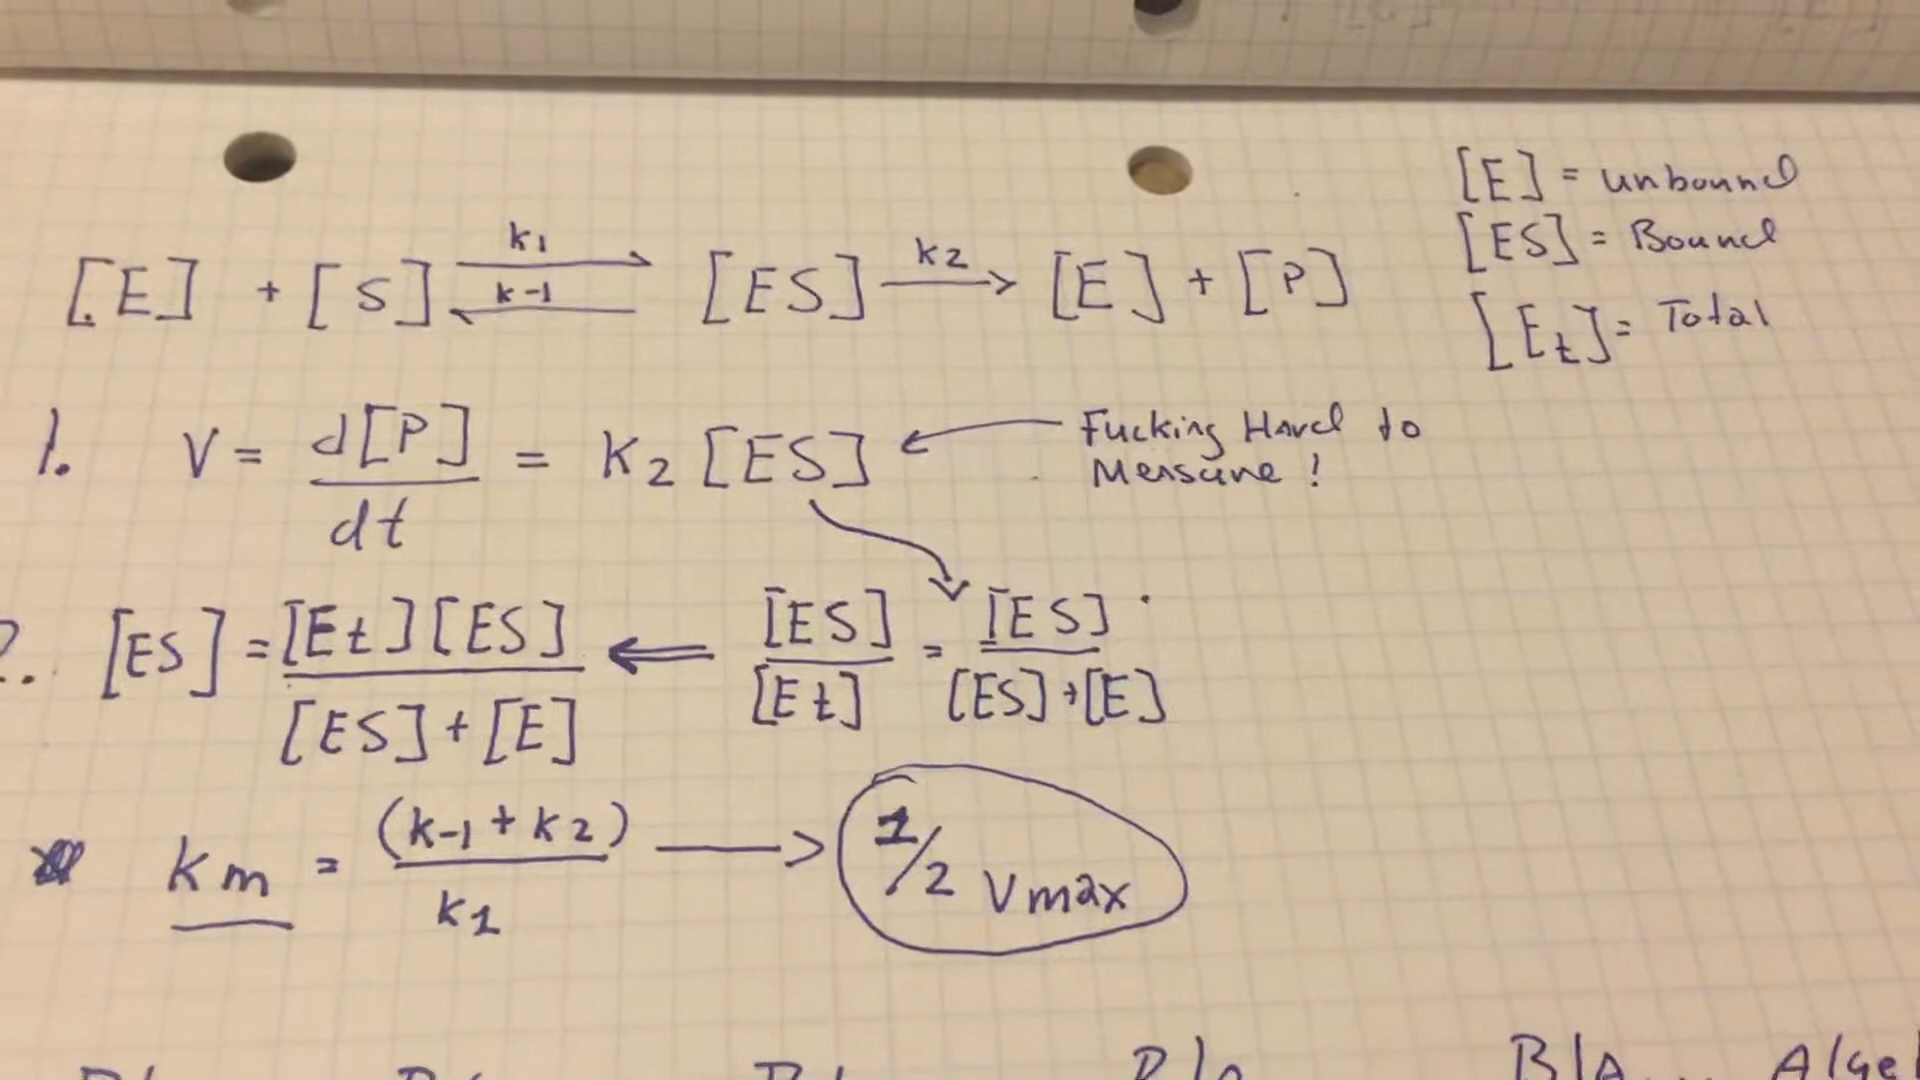 [E] = unbound
[ES] = Bound
[Et] = Total
[E] + [S] k1 ⇌ k-1 [ES] k2 → [E] + [P]
1. V = d[P] / dt = K2 [ES] ← Fucking Hard to
Measure!
2. [ES] = [Et][ES] / [ES] + [E] ⇐ [ES] / [Et] = [ES] / [ES] + [E]
Km = (k-1 + k2) / k1 → 1/2 Vmax
BlA...